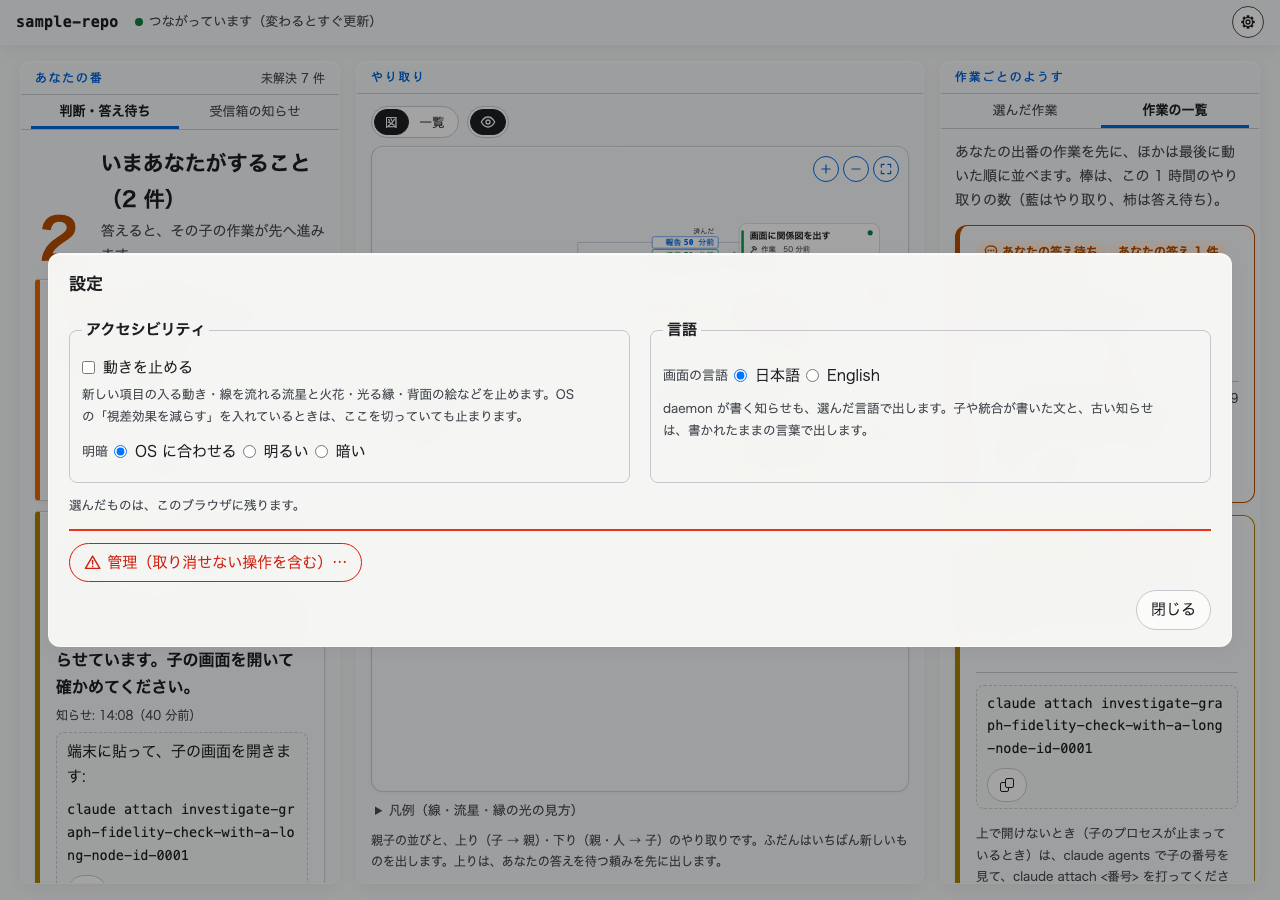 sample-repo
つながっています（変わるとすぐ更新）
あなたの番
未解決 7 件
判断・答え待ち
受信箱の知らせ
いまあなたがすること
（2 件）
?
答えると、その子の作業が先へ進み
やり取り
図
一覧
済んだ
報告 50 分前
画面に関係図を出す
作業 50 分前
作業ごとのようす
選んだ作業
作業の一覧
あなたの出番の作業を先に、ほかは最後に動
いた順に並べます。棒は、この 1 時間のやり
取りの数（藍はやり取り、柿は答え待ち）。
あなたの答え待ち
あなたの答え 1 件
設定
アクセシビリティ
動きを止める
新しい項目の入る動き・線を流れる流星と火花・光る縁・背面の絵などを止めます。OS
の「視差効果を減らす」を入れているときは、ここを切っていても止まります。
明暗 OS に合わせる 明るい 暗い
言語
画面の言語 日本語 English
daemon が書く知らせも、選んだ言語で出します。子や統合が書いた文と、古い知らせ
は、書かれたままの言葉で出します。
選んだものは、このブラウザに残ります。
管理（取り消せない操作を含む）…
閉じる
9
らせています。子の画面を開いて
確かめてください。
知らせ: 14:08（40 分前）
端末に貼って、子の画面を開きま
す:
claude attach investigate-gr
aph-fidelity-check-with-a-lo
ng-node-id-0001
凡例（線・流星・縁の光の見方）
親子の並びと、上り（子 → 親）・下り（親・人 → 子）のやり取りです。ふだんはいちばん新しいも
のを出します。上りは、あなたの答えを待つ頼みを先に出します。
claude attach investigate-gra
ph-fidelity-check-with-a-long
-node-id-0001
上で開けないとき（子のプロセスが止まって
いるとき）は、claude agents で子の番号を
見て、claude attach <番号> を打ってくださ